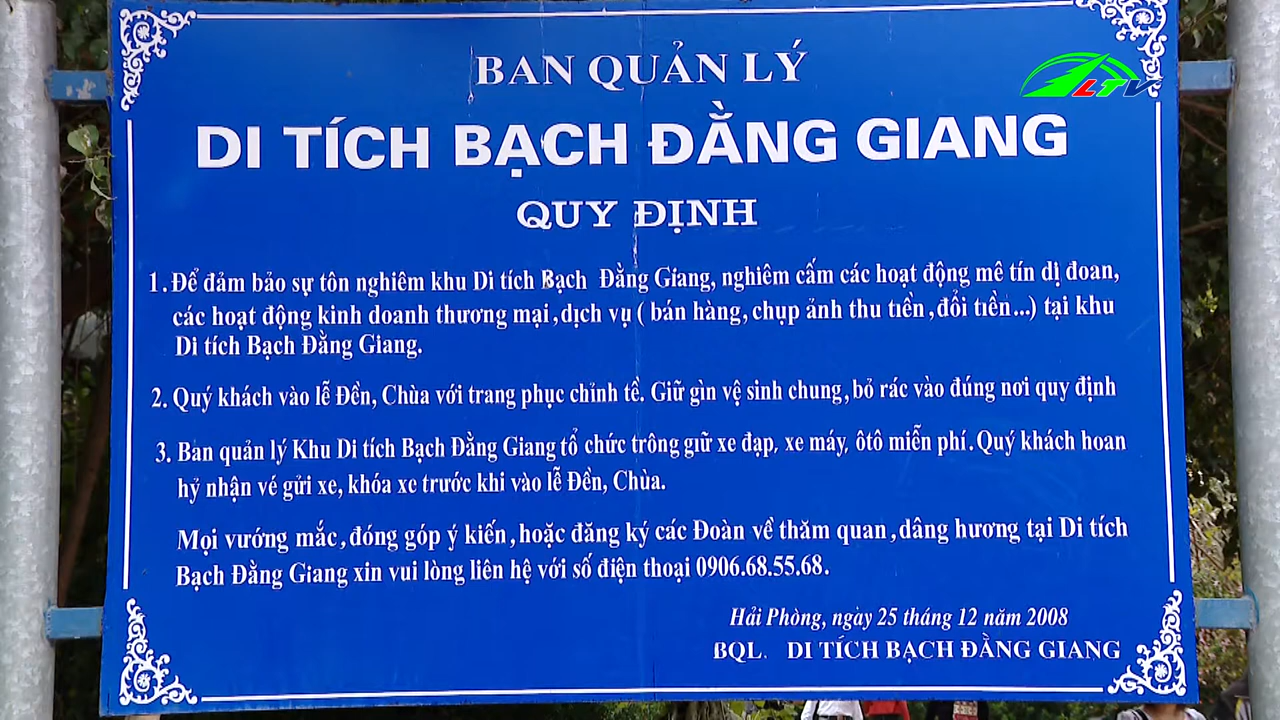 BAN QUẢN LÝ
LTV
DI TÍCH BẠCH ĐẰNG GIANG
QUY ĐỊNH
1. Để đảm bảo sự tôn nghiêm khu Di tích Bạch Đằng Giang, nghiêm cấm các hoạt động mê tín dị đoan,
các hoạt động kinh doanh thương mại, dịch vụ ( bán hàng, chụp ảnh thu tiền, đổi tiền...) tại khu
Di tích Bạch Đằng Giang.
2. Quý khách vào lễ Đền, Chùa với trang phục chỉnh tề. Giữ gìn vệ sinh chung, bỏ rác vào đúng nơi quy định
3. Ban quản lý Khu Di tích Bạch Đằng Giang tổ chức trông giữ xe đạp, xe máy, ôtô miễn phí. Quý khách hoan
hỷ nhận vé gửi xe, khóa xe trước khi vào lễ Đền, Chùa.
Mọi vướng mắc, đóng góp ý kiến, hoặc đăng ký các Đoàn về thăm quan, dâng hương tại Di tích
Bạch Đằng Giang xin vui lòng liên hệ với số điện thoại 0906.68.55.68.
Hải Phòng, ngày 25 tháng 12 năm 2008
BQL. DI TÍCH BẠCH ĐẰNG GIANG